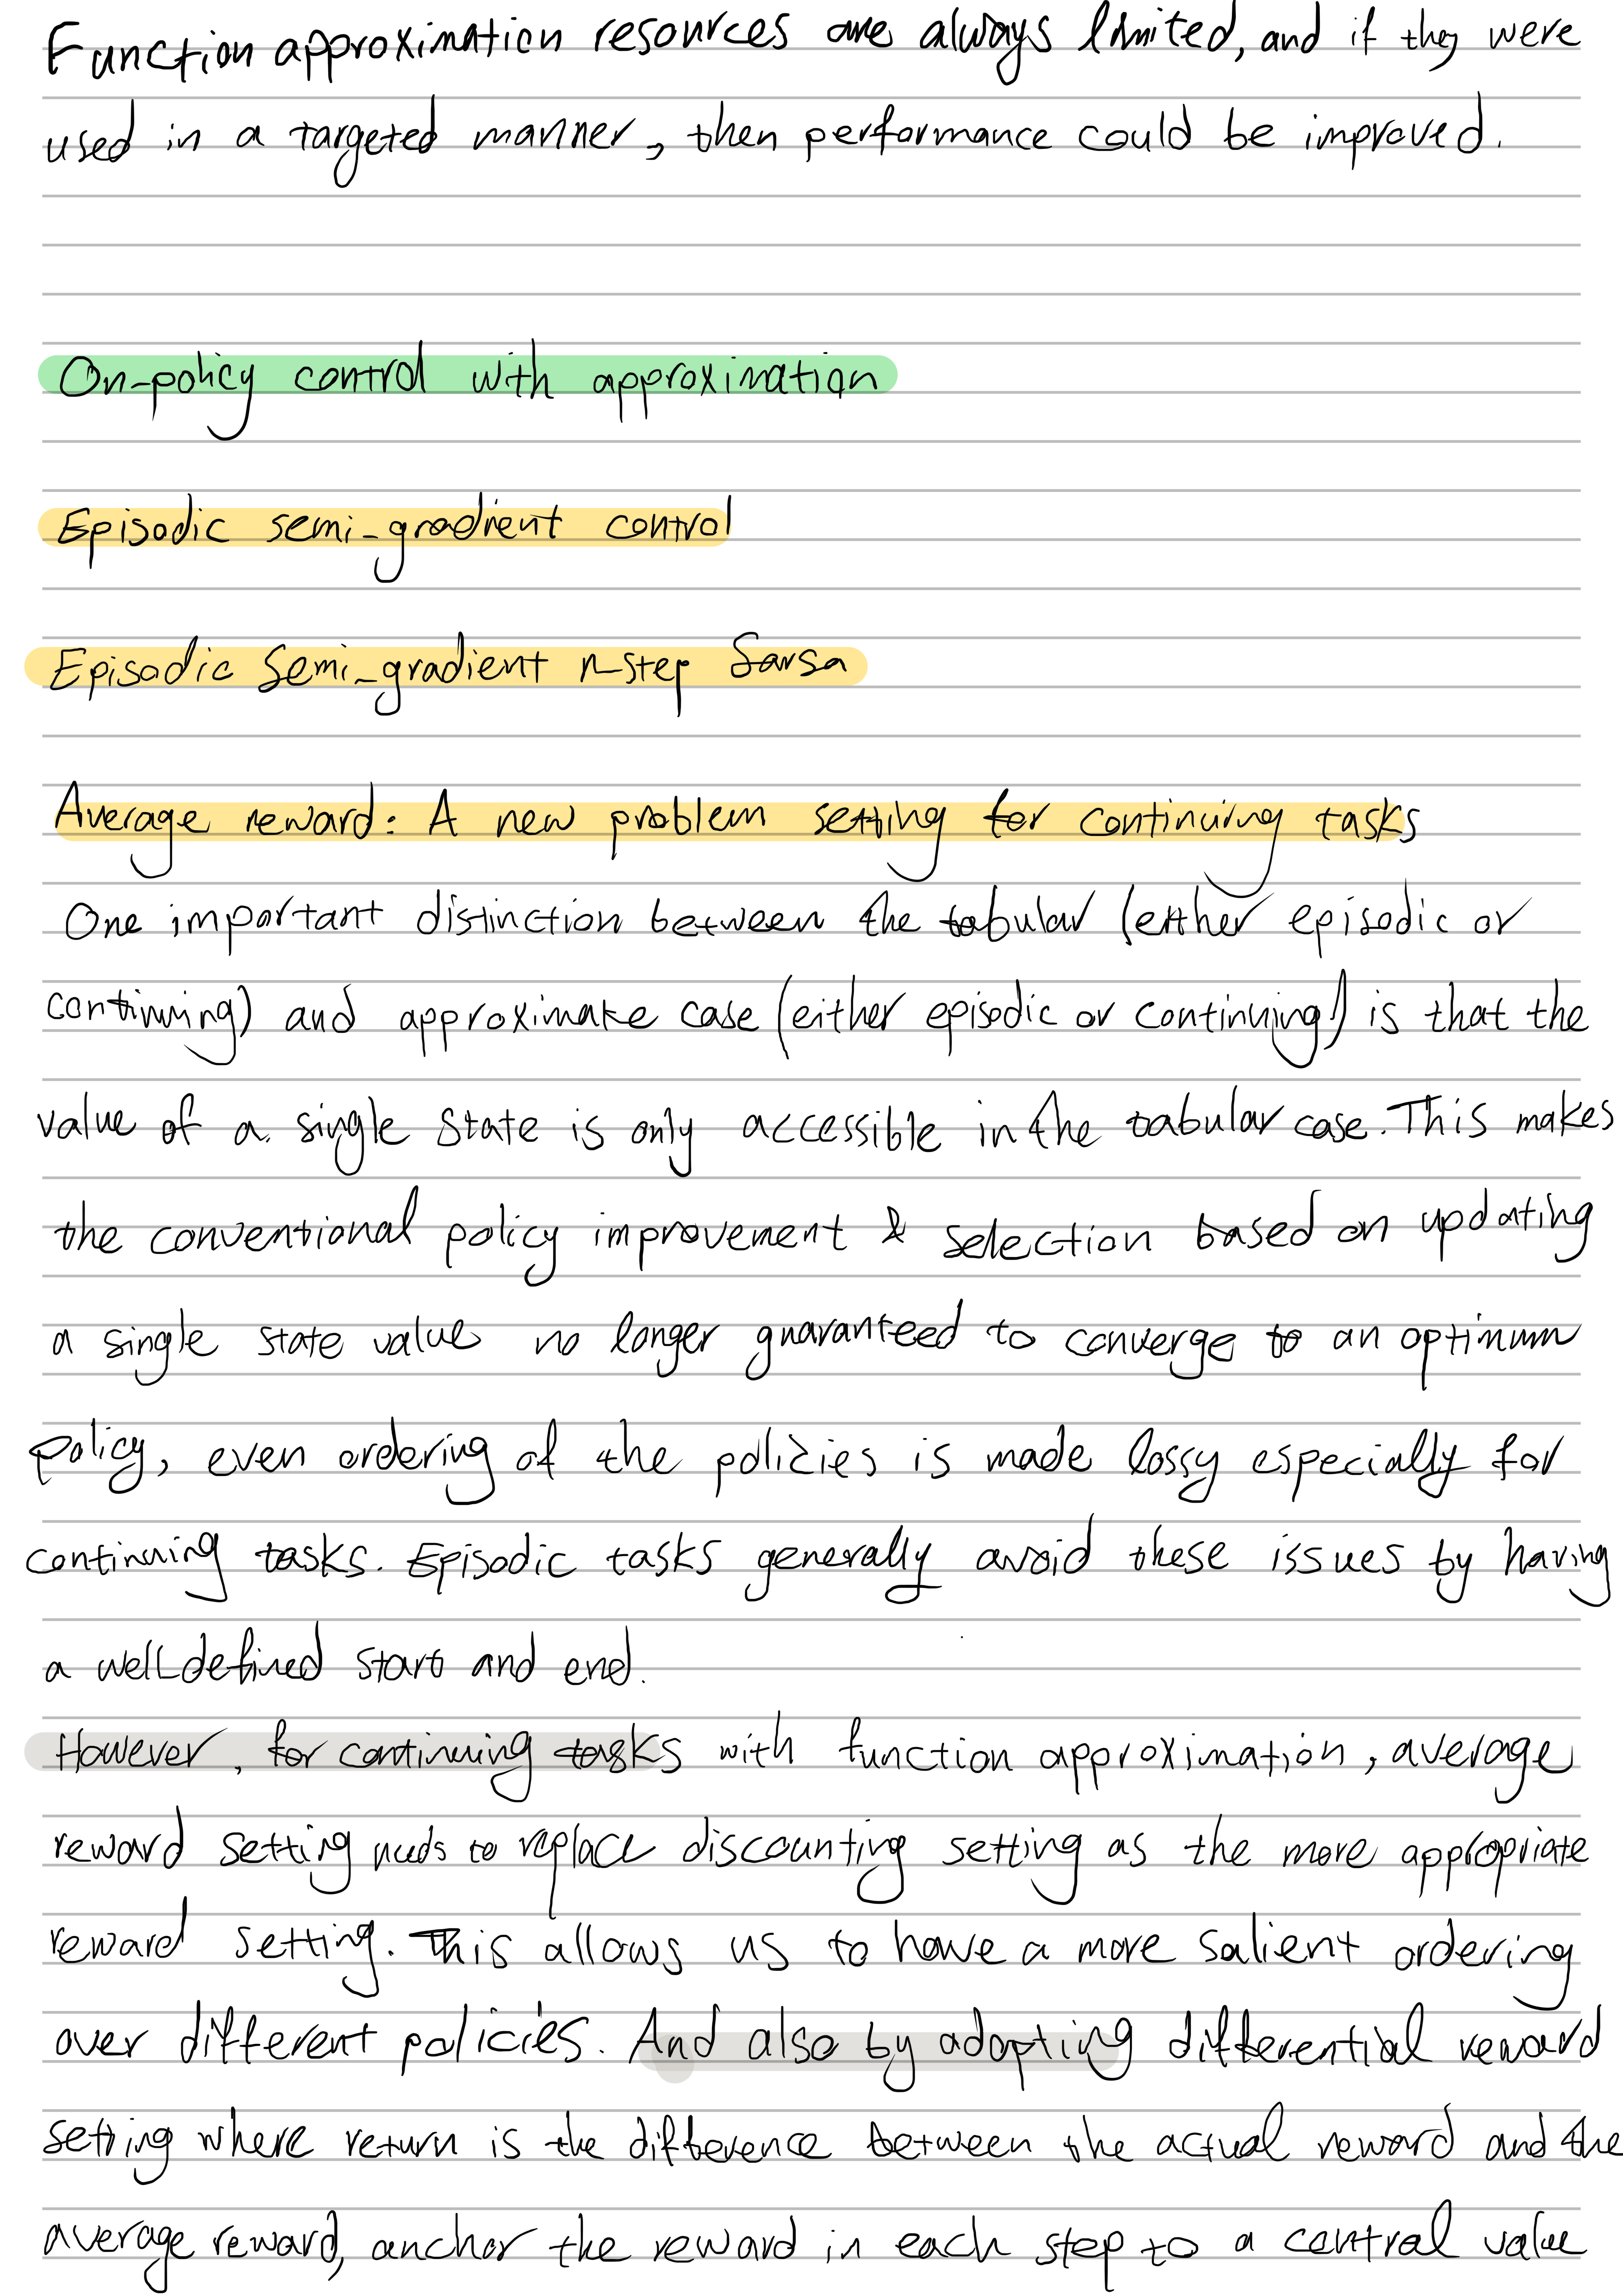 Function approximation resources are always limited, and if they were
used in a targeted manner, then performance could be improved.
On-policy control with approximation
Episodic semi-gradient control
Episodic Semi-gradient n-step Sarsa
Average reward: A new problem setting for continuing tasks
One important distinction between the tabular (either episodic or
continuing) and approximate case (either episodic or continuing) is that the
value of a single State is only accessible in the tabular case. This makes
the conventional policy improvement & selection based on updating
a single state value no longer guaranteed to converge to an optimum
policy, even ordering of the policies is made lossy especially for
continuing tasks. Episodic tasks generally avoid these issues by having
a well defined start and end.
However, for continuing tasks with function approximation, average
reward setting needs to replace discounting setting as the more appropriate
reward setting. This allows us to have a more salient ordering
over different policies. And also by adopting differential reward
setting where return is the difference between the actual reward and the
average reward, anchor the reward in each step to a central value